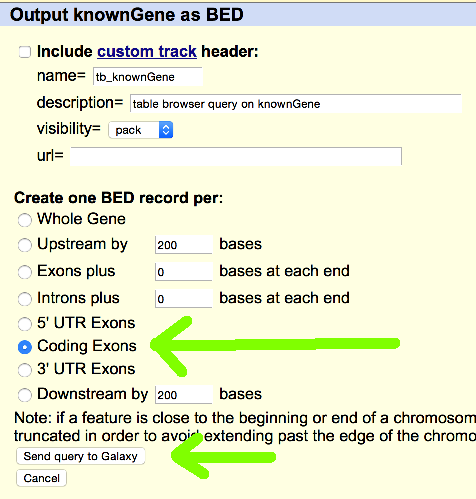 Output knownGene as BED
Include custom track header:
name= tb_knownGene
description= table browser query on knownGene
visibility= pack
url=
Create one BED record per:
Whole Gene
Upstream by 200 bases
Exons plus 0 bases at each end
Introns plus 0 bases at each end
5' UTR Exons
Coding Exons
3' UTR Exons
Downstream by 200 bases
Note: if a feature is close to the beginning or end of a chromosom
truncated in order to avoid extending past the edge of the chromo
Send query to Galaxy
Cancel